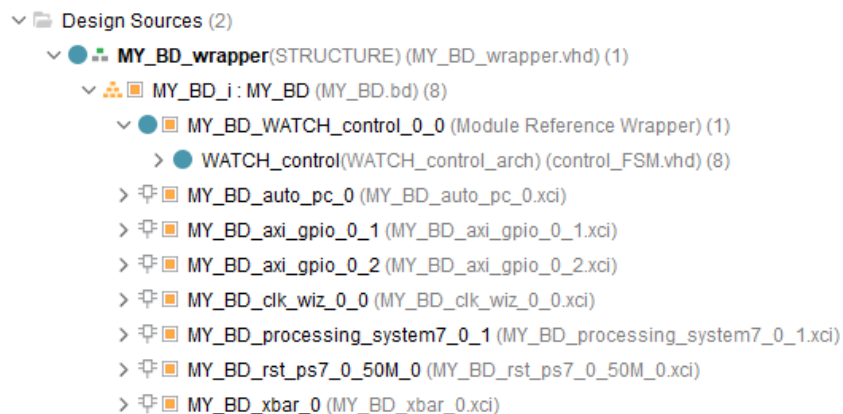 Design Sources (2)
MY_BD_wrapper(STRUCTURE) (MY_BD_wrapper.vhd) (1)
MY_BD_i : MY_BD (MY_BD.bd) (8)
MY_BD_WATCH_control_0_0 (Module Reference Wrapper) (1)
WATCH_control(WATCH_control_arch) (control_FSM.vhd) (8)
MY_BD_auto_pc_0 (MY_BD_auto_pc_0.xci)
MY_BD_axi_gpio_0_1 (MY_BD_axi_gpio_0_1.xci)
MY_BD_axi_gpio_0_2 (MY_BD_axi_gpio_0_2.xci)
MY_BD_clk_wiz_0_0 (MY_BD_clk_wiz_0_0.xci)
MY_BD_processing_system7_0_1 (MY_BD_processing_system7_0_1.xci)
MY_BD_rst_ps7_0_50M_0 (MY_BD_rst_ps7_0_50M_0.xci)
MY_BD_xbar_0 (MY_BD_xbar_0.xci)